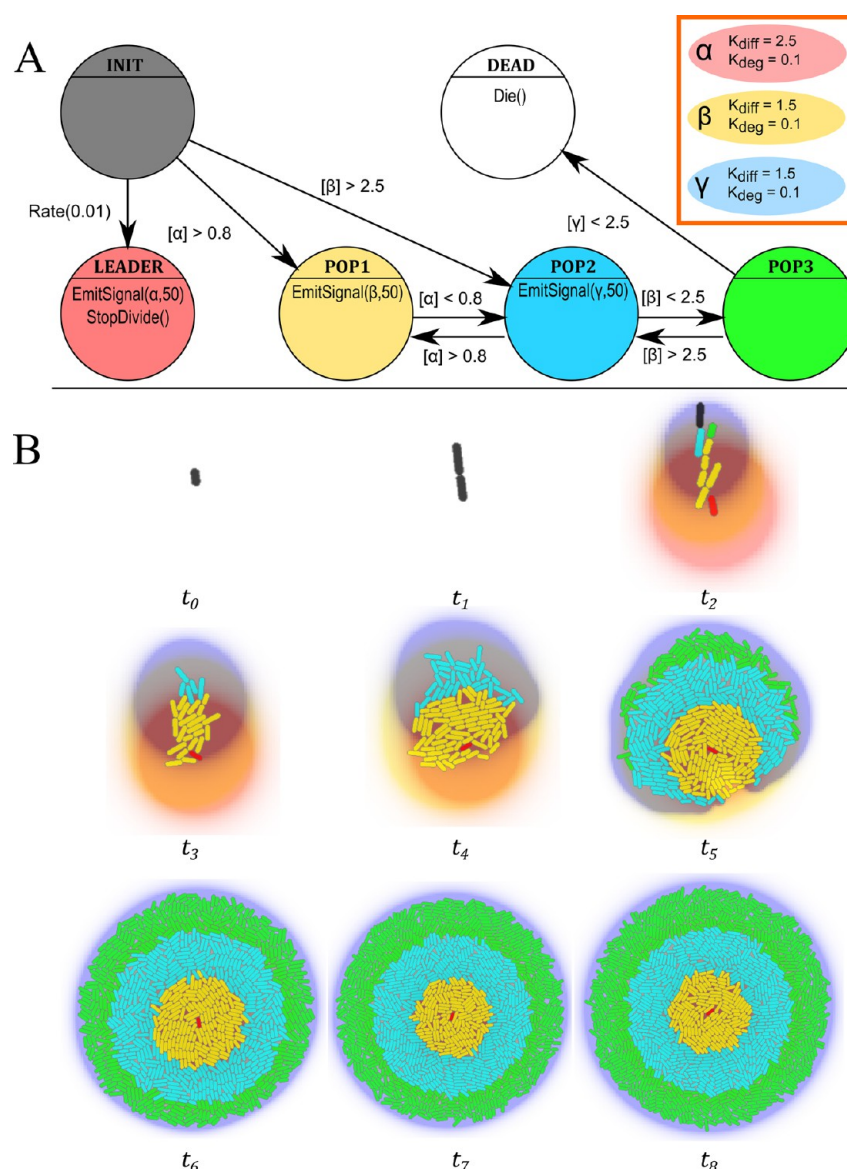 A
INIT
DEAD
Die()
α K_diff = 2.5
K_deg = 0.1
β K_diff = 1.5
K_deg = 0.1
γ K_diff = 1.5
K_deg = 0.1
Rate(0.01)
[α] > 0.8
[β] > 2.5
[γ] < 2.5
LEADER
EmitSignal(α,50)
StopDivide()
POP1
EmitSignal(β,50)
[α] < 0.8
[α] > 0.8
POP2
EmitSignal(γ,50)
[β] < 2.5
[β] > 2.5
POP3
B
t0
t1
t2
t3
t4
t5
t6
t7
t8